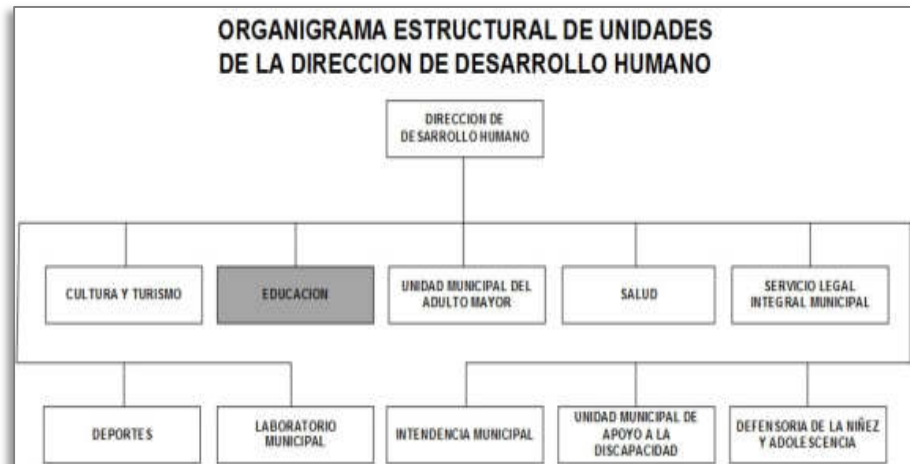 ORGANIGRAMA ESTRUCTURAL DE UNIDADES
DE LA DIRECCION DE DESARROLLO HUMANO
DIRECCION DE
DESARROLLO HUMANO
CULTURA Y TURISMO
EDUCACION
UNIDAD MUNICIPAL DEL
ADULTO MAYOR
SALUD
SERVICIO LEGAL
INTEGRAL MUNICIPAL
DEPORTES
LABORATORIO
MUNICIPAL
INTENDENCIA MUNICIPAL
UNIDAD MUNICIPAL DE
APOYO A LA
DISCAPACIDAD
DEFENSORIA DE LA NIÑEZ
Y ADOLESCENCIA